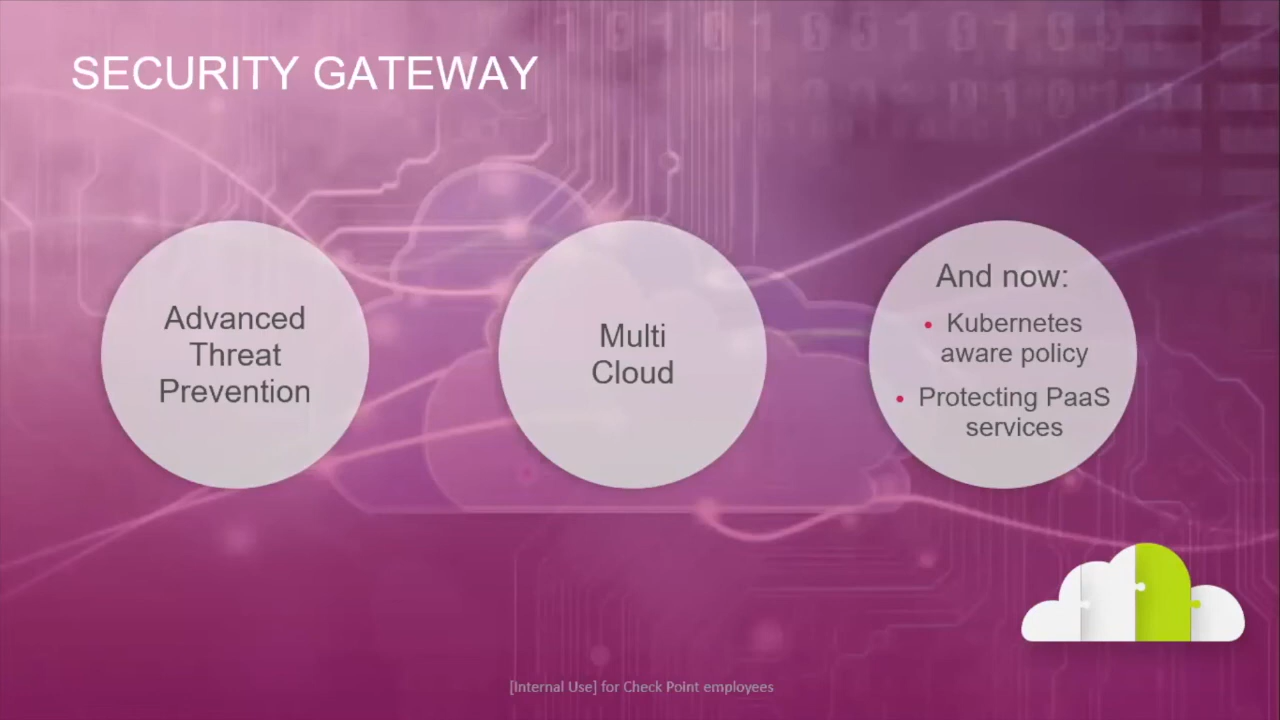 SECURITY GATEWAY
Advanced
Threat
Prevention
Multi
Cloud
And now:
• Kubernetes
aware policy
• Protecting PaaS
services
[Internal Use] for Check Point employees